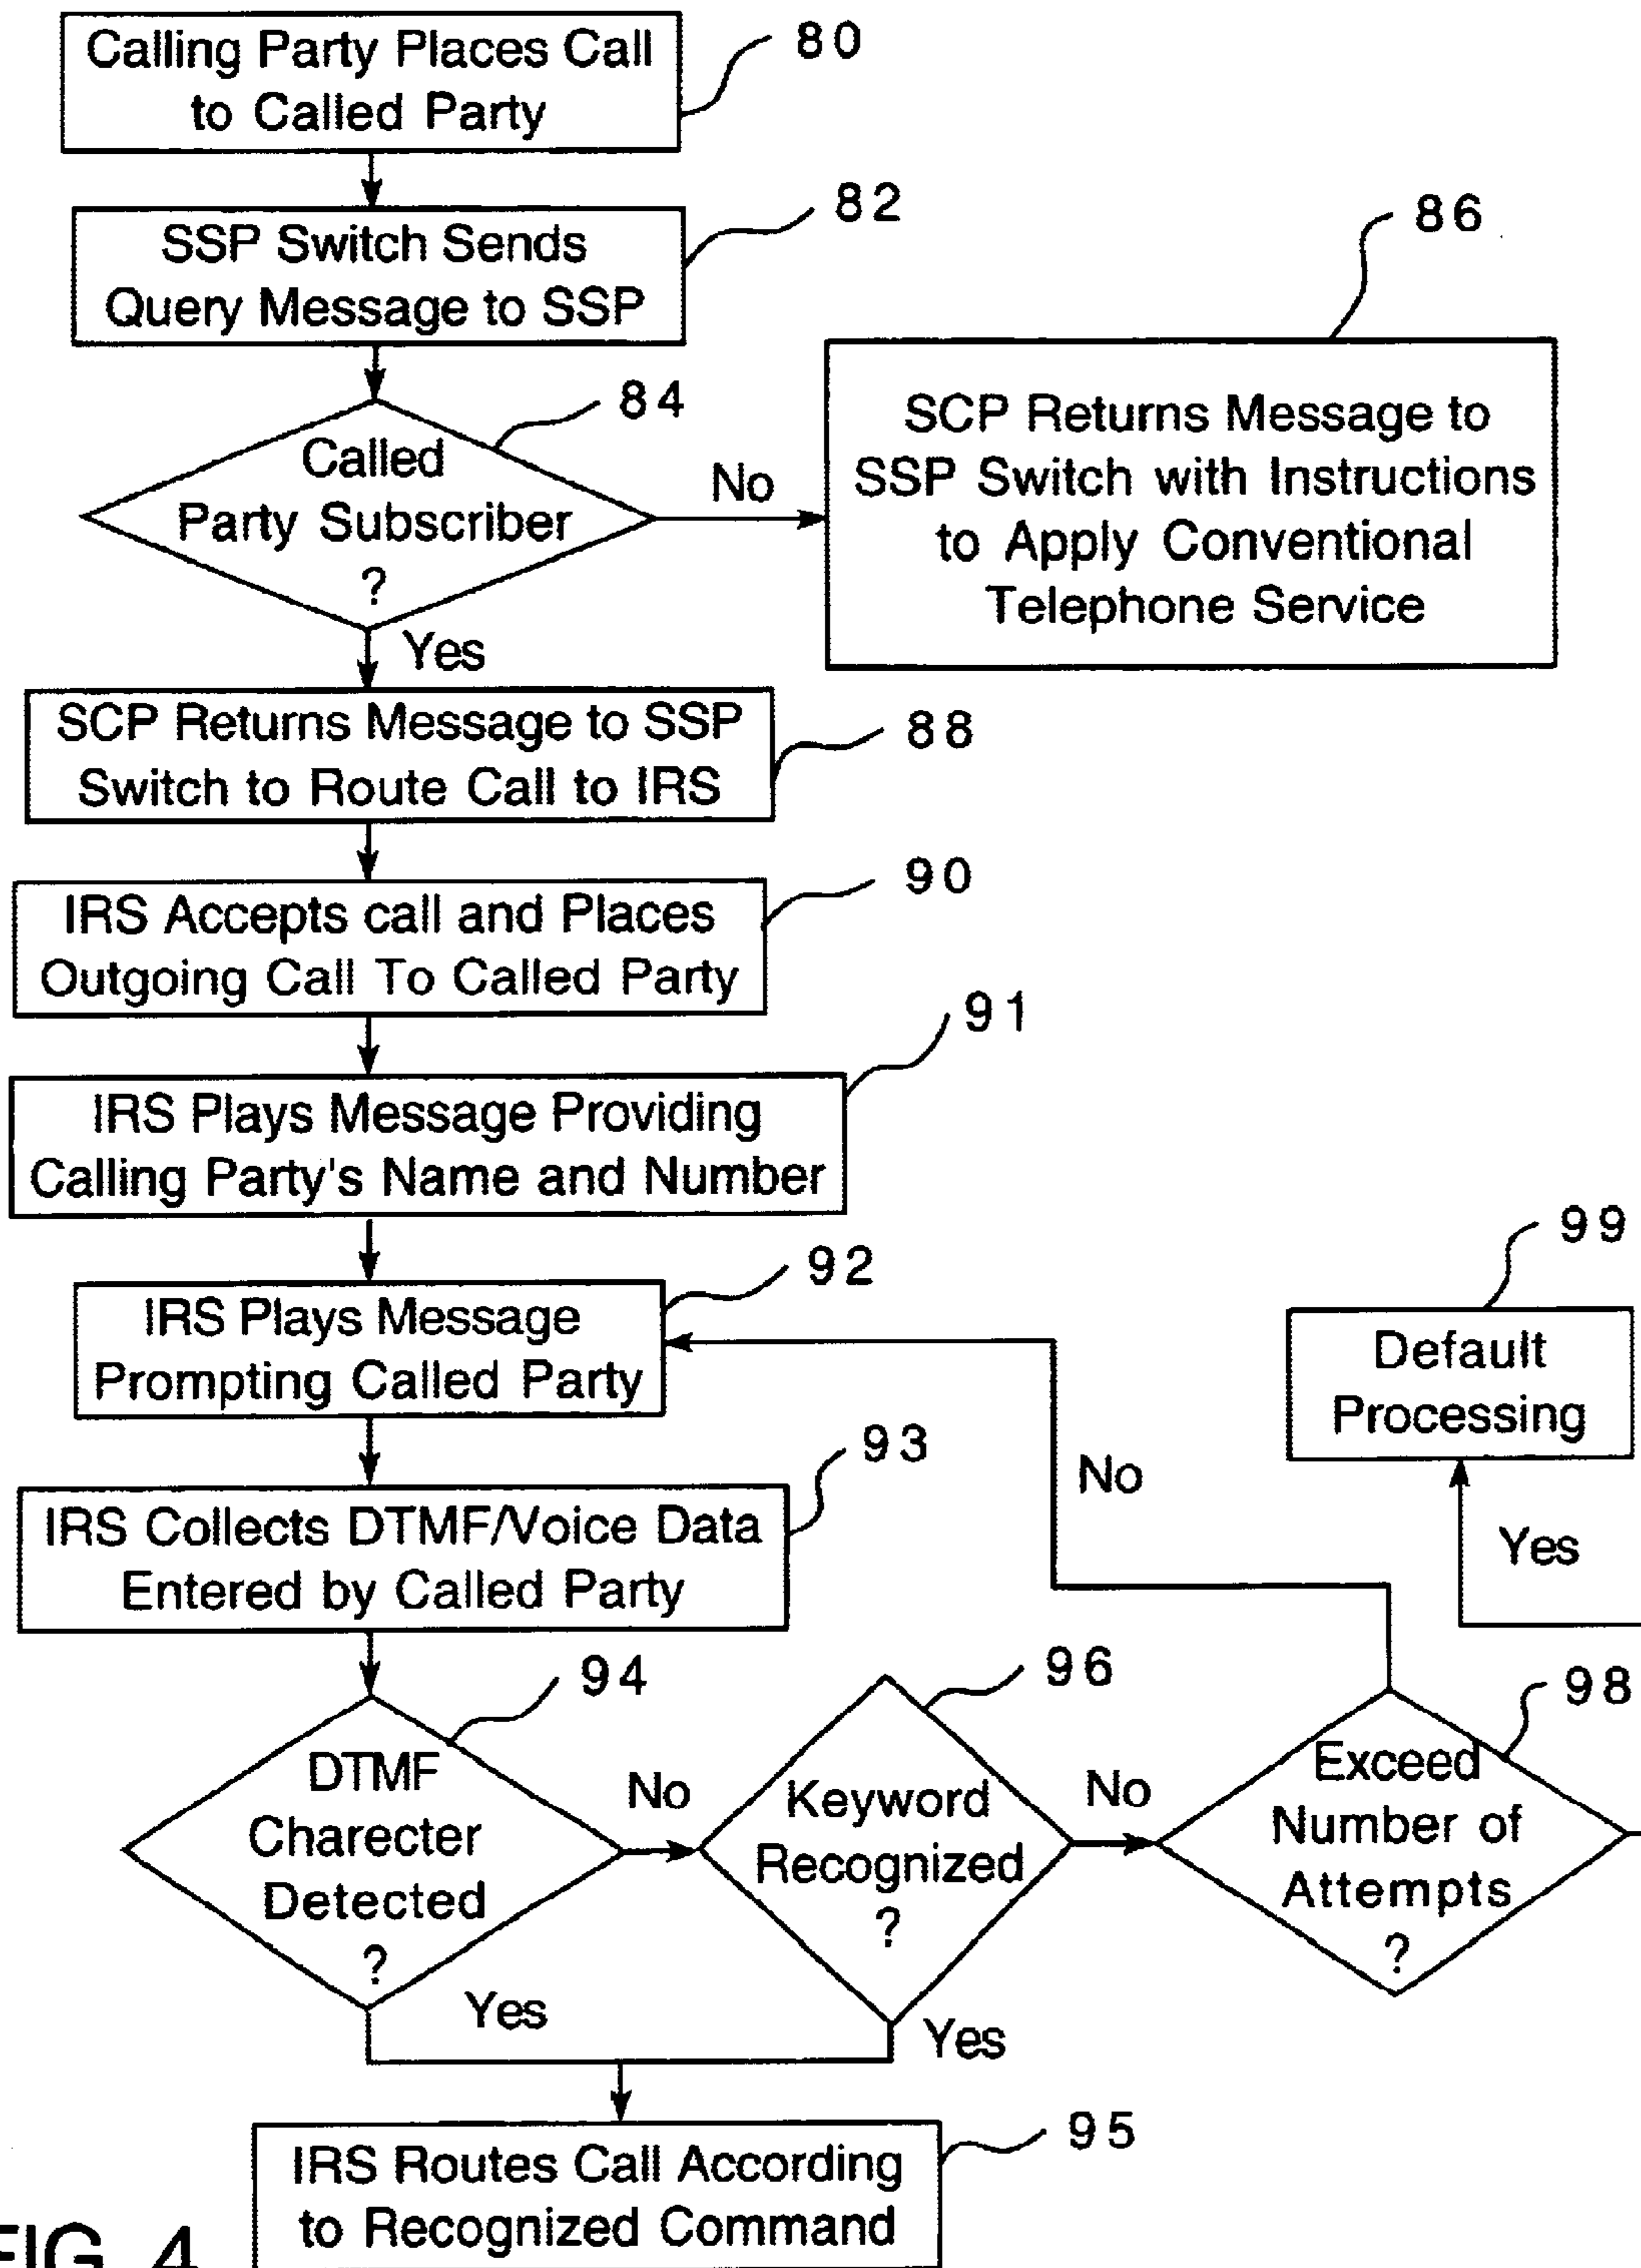 Calling Party Places Call
to Called Party
80
SSP Switch Sends
Query Message to SSP
82
Called
Party Subscriber
?
84
No
SCP Returns Message to
SSP Switch with Instructions
to Apply Conventional
Telephone Service
86
Yes
SCP Returns Message to SSP
Switch to Route Call to IRS
88
IRS Accepts call and Places
Outgoing Call To Called Party
90
IRS Plays Message Providing
Calling Party's Name and Number
91
IRS Plays Message
Prompting Called Party
92
IRS Collects DTMF/Voice Data
Entered by Called Party
93
DTMF
Charecter
Detected
?
94
No
Keyword
Recognized
?
96
No
Exceed
Number of
Attempts
?
98
No
Yes
Default
Processing
99
Yes
Yes
IRS Routes Call According
to Recognized Command
95
FIG. 4